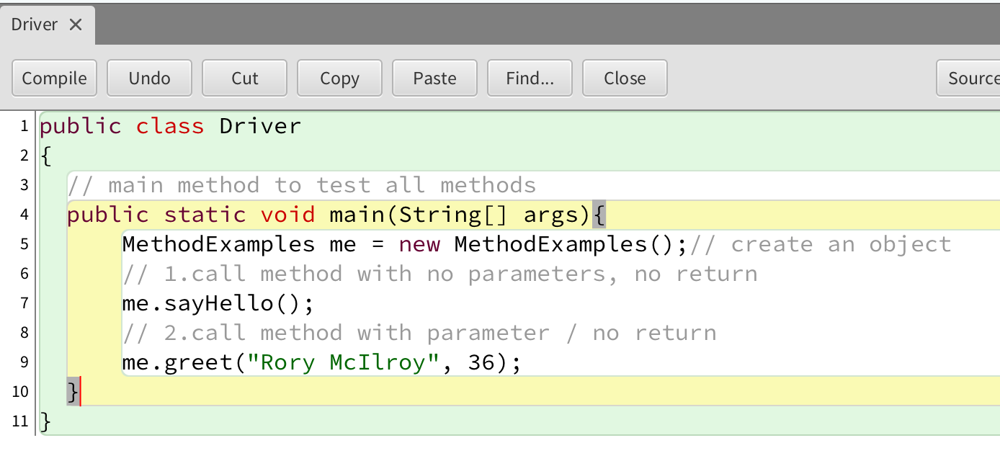 Driver ×
Compile Undo Cut Copy Paste Find... Close Source
1 public class Driver
2 {
3 // main method to test all methods
4 public static void main(String[] args){
5 MethodExamples me = new MethodExamples();// create an object
6 // 1.call method with no parameters, no return
7 me.sayHello();
8 // 2.call method with parameter / no return
9 me.greet("Rory McIlroy", 36);
10 }
11 }